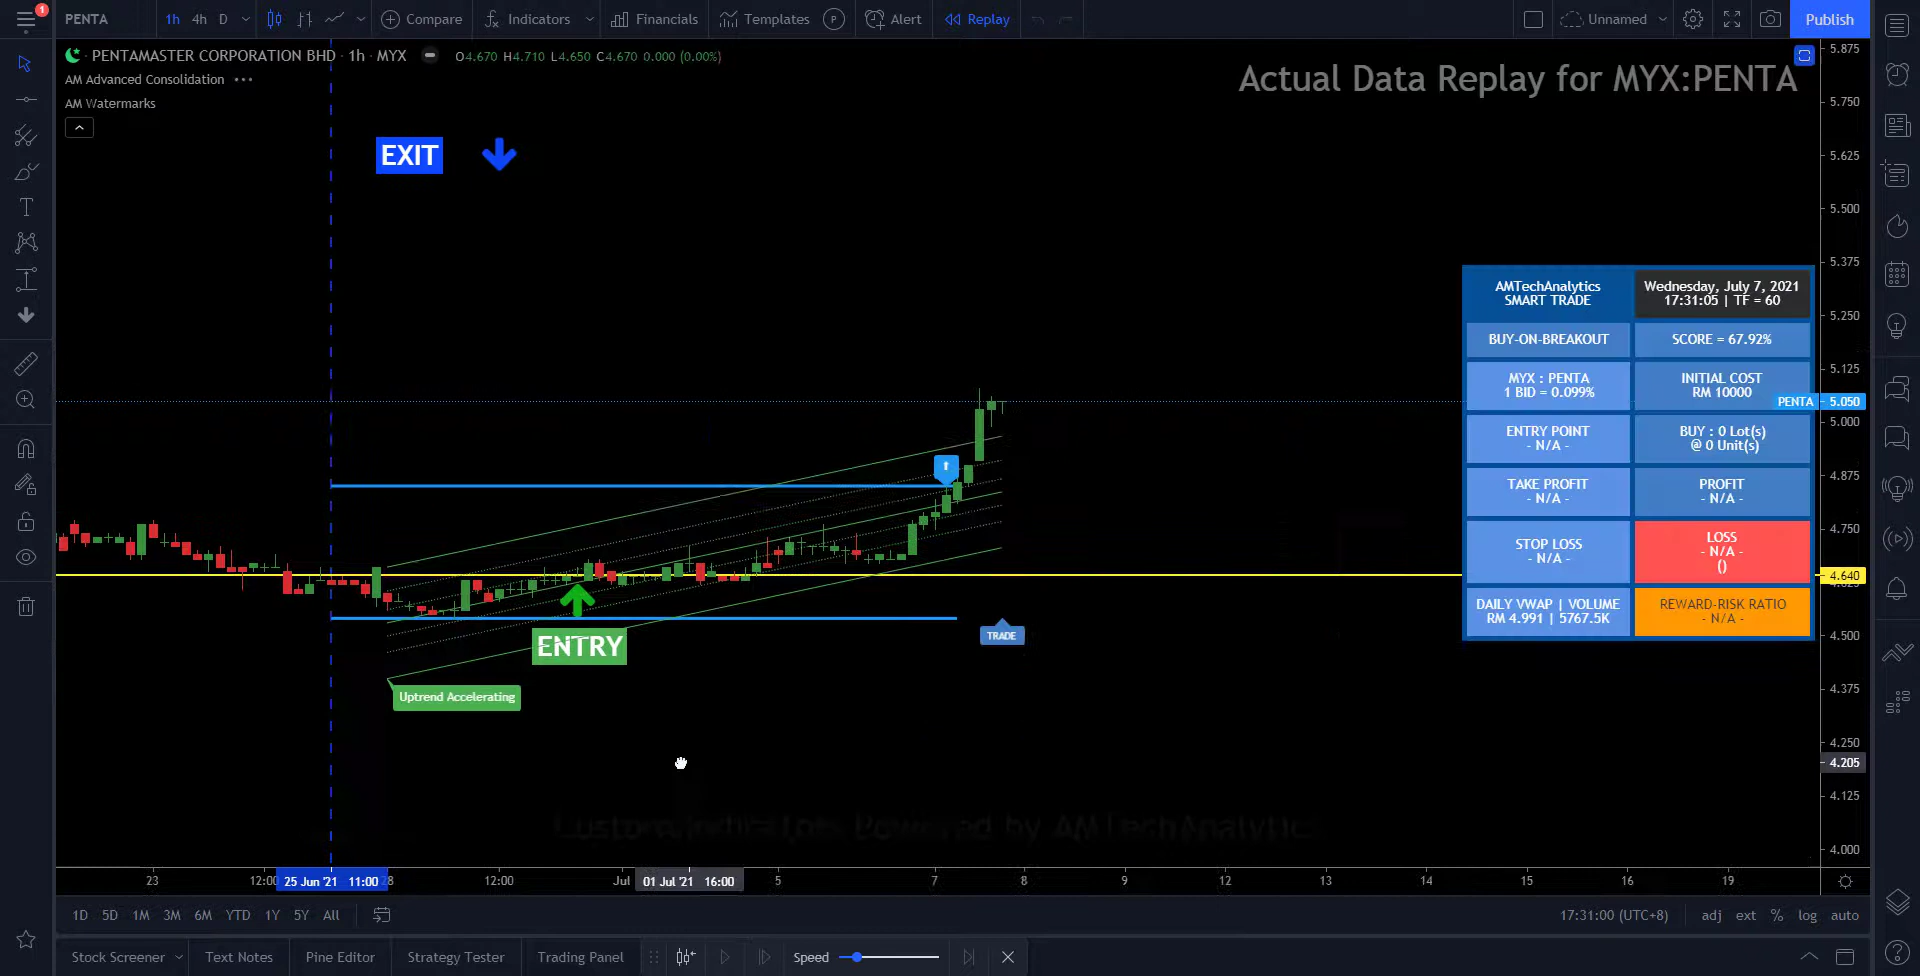 1
PENTA
1h 4h D
Compare
Indicators
Financials
Templates
P
Alert
Replay
Unnamed
Publish
PENTAMASTER CORPORATION BHD · 1h · MYX
O4.670 H4.710 L4.650 C4.670 0.000 (0.00%)
AM Advanced Consolidation
AM Watermarks
Actual Data Replay for MYX:PENTA
EXIT
5.875
5.750
5.625
5.500
5.375
5.250
5.125
PENTA 5.050
5.000
4.875
4.750
4.640
4.500
4.375
4.250
4.205
4.125
4.000
AMTechAnalytics
SMART TRADE
Wednesday, July 7, 2021
17:31:05 | TF = 60
BUY-ON-BREAKOUT
SCORE = 67.92%
MYX : PENTA
1 BID = 0.099%
INITIAL COST
RM 10000
ENTRY POINT
- N/A -
BUY : 0 Lot(s)
@ 0 Unit(s)
TAKE PROFIT
- N/A -
PROFIT
- N/A -
STOP LOSS
- N/A -
LOSS
- N/A -
()
DAILY VWAP | VOLUME
RM 4.991 | 5767.5K
REWARD-RISK RATIO
- N/A -
TRADE
ENTRY
Uptrend Accelerating
Custom Indicators Powered by AMTechAnalytics
23 12:00 25 Jun '21 11:00 28 12:00 Jul 01 Jul '21 16:00 5 7 8 9 12 13 14 15 16 19
1D 5D 1M 3M 6M YTD 1Y 5Y All
17:31:00 (UTC+8) adj ext % log auto
Stock Screener Text Notes Pine Editor Strategy Tester Trading Panel Speed